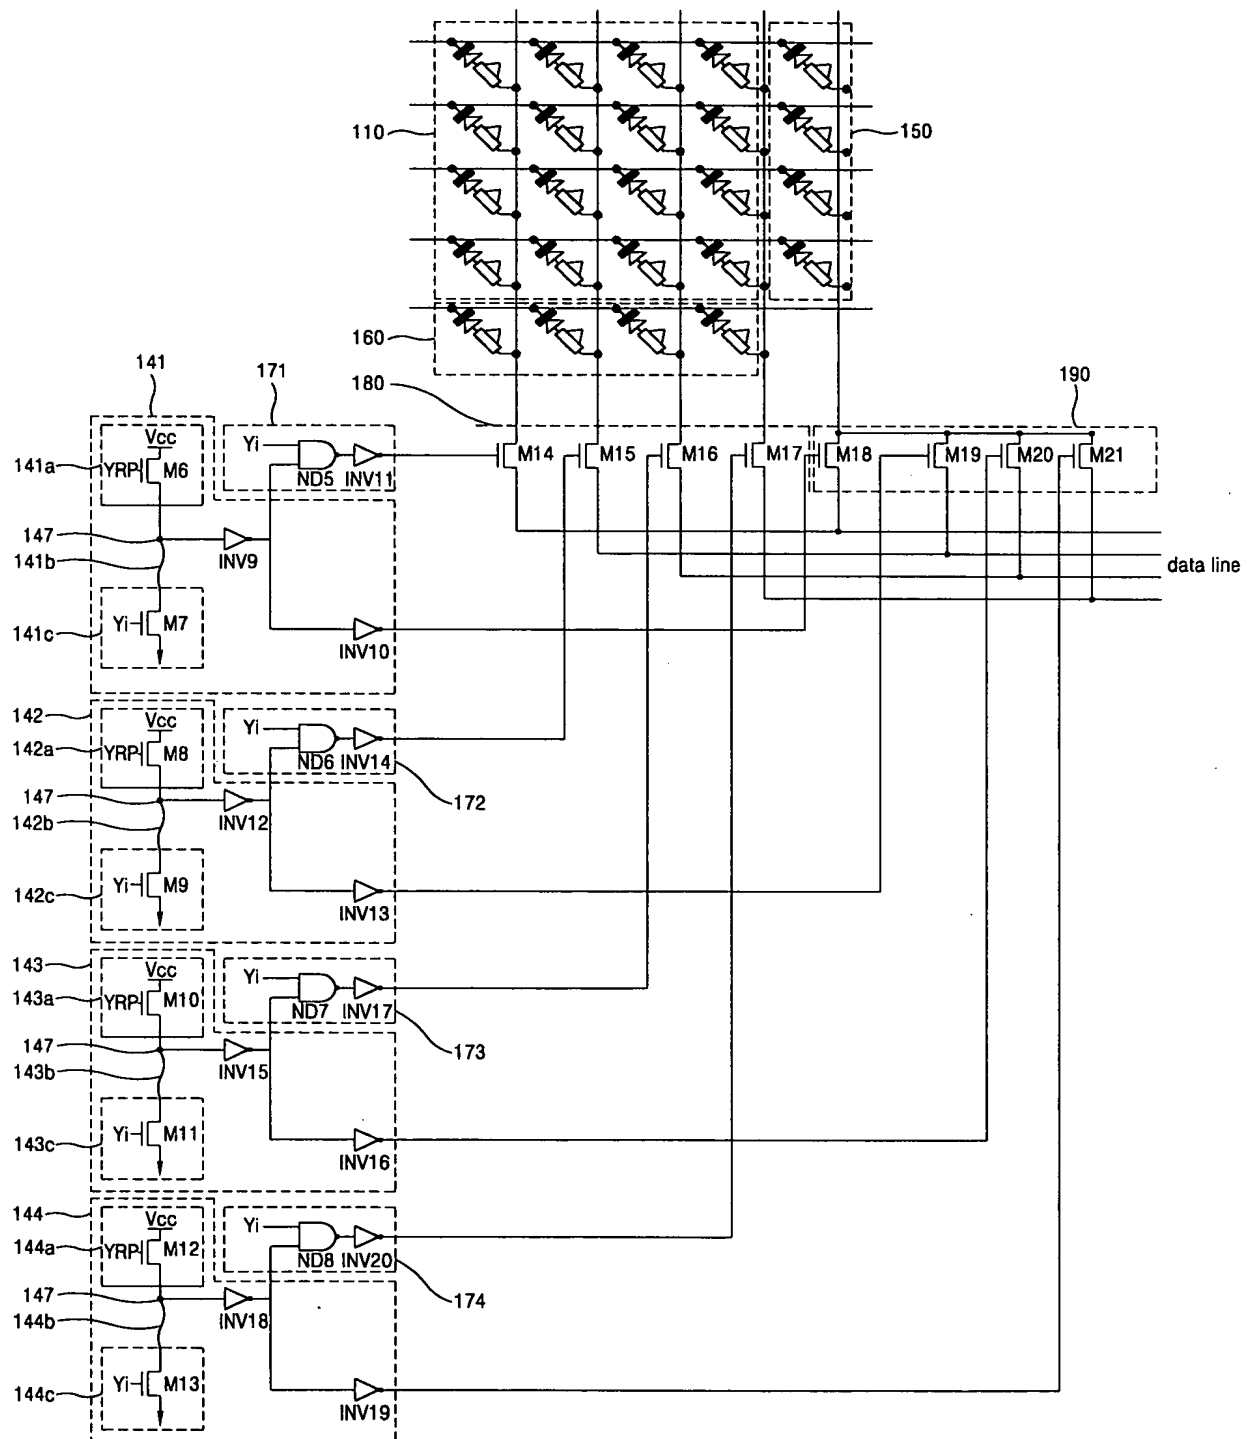 110
150
160
180
190
141
171
Vcc
141a
YRP
M6
Yi
ND5
INV11
M14
M15
M16
M17
M18
M19
M20
M21
147
141b
INV9
data line
Yi
M7
141c
INV10
142
Vcc
142a
YRP
M8
Yi
ND6
INV14
172
147
142b
INV12
Yi
M9
142c
INV13
143
Vcc
143a
YRP
M10
Yi
ND7
INV17
173
147
143b
INV15
Yi
M11
143c
INV16
144
Vcc
144a
YRP
M12
Yi
ND8
INV20
174
147
144b
INV18
Yi
M13
144c
INV19